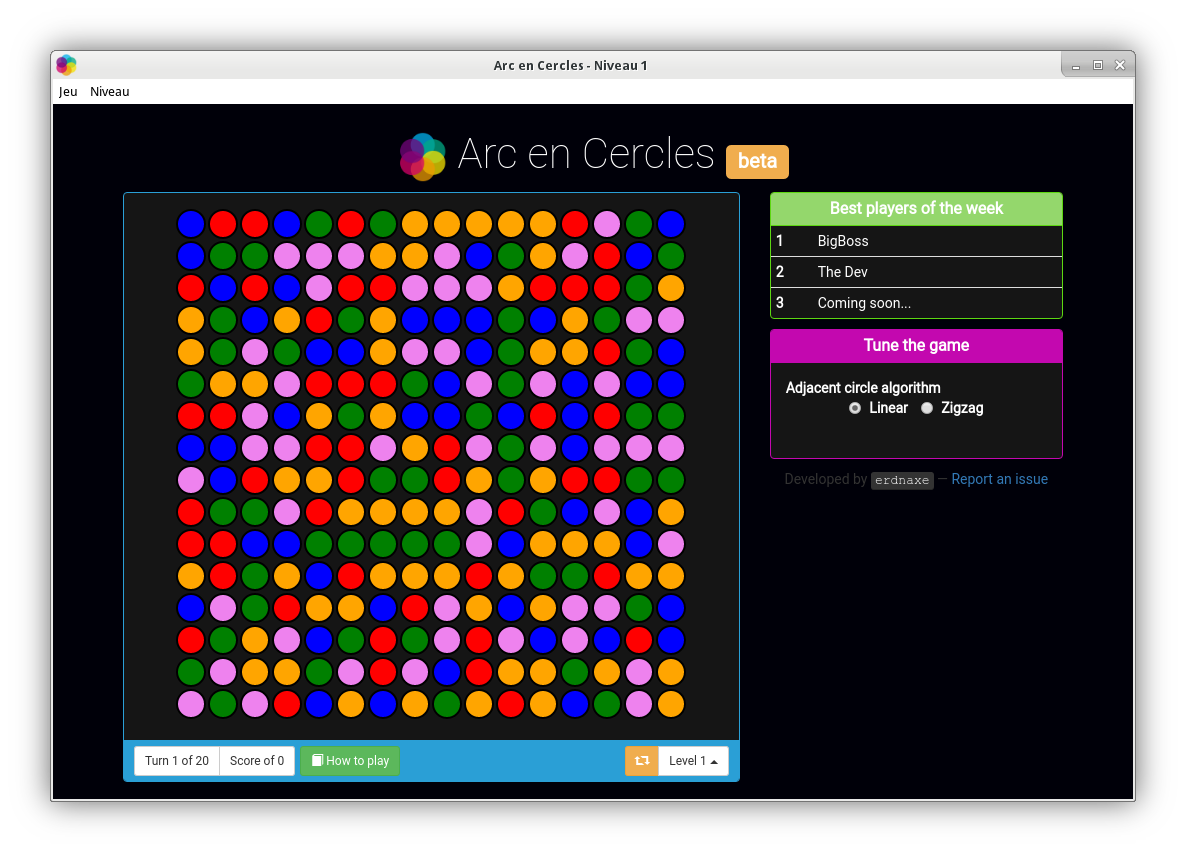 Arc en Cercles - Niveau 1
Jeu Niveau
Arc en Cercles beta
Best players of the week
1 BigBoss
2 The Dev
3 Coming soon...
Tune the game
Adjacent circle algorithm
Linear Zigzag
Developed by erdnaxe — Report an issue
Turn 1 of 20 Score of 0 How to play Level 1